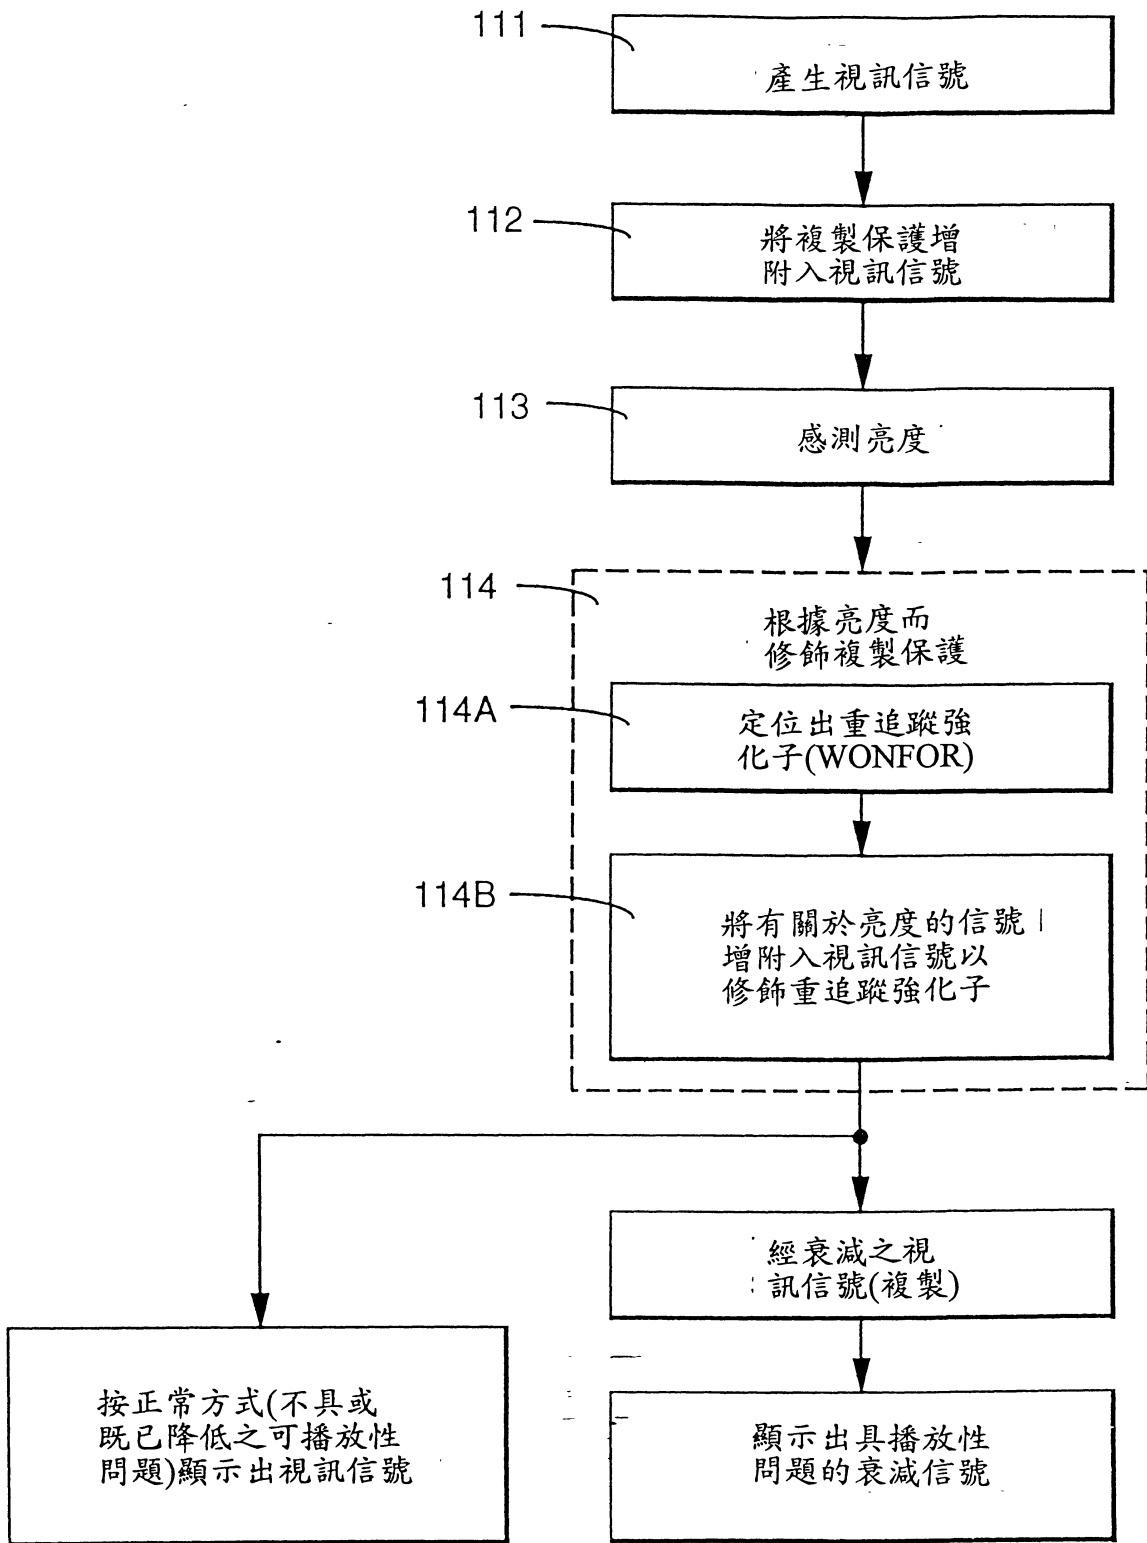 111
產生視訊信號
112
將複製保護增
附入視訊信號
113
感測亮度
114
根據亮度而
修飾複製保護
114A
定位出重追蹤強
化子(WONFOR)
114B
將有關於亮度的信號
增附入視訊信號以
修飾重追蹤強化子
經衰減之視
訊信號(複製)
按正常方式(不具或
既已降低之可播放性
問題)顯示出視訊信號
顯示出具播放性
問題的衰減信號